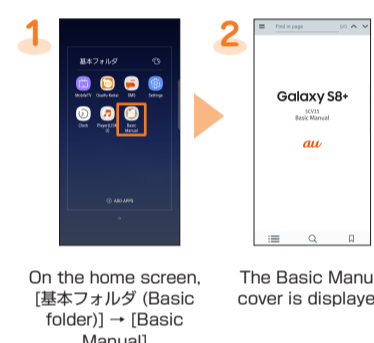 1
基本フォルダ
MobileTV
SMS
Settings
Clock
Basic
Manual
ADD APPS
On the home screen,
[基本フォルダ (Basic
folder)] → [Basic
Manual]
2
Find in page
0/0
Galaxy S8+
SCV35
Basic Manual
au
The Basic Manu
cover is displaye